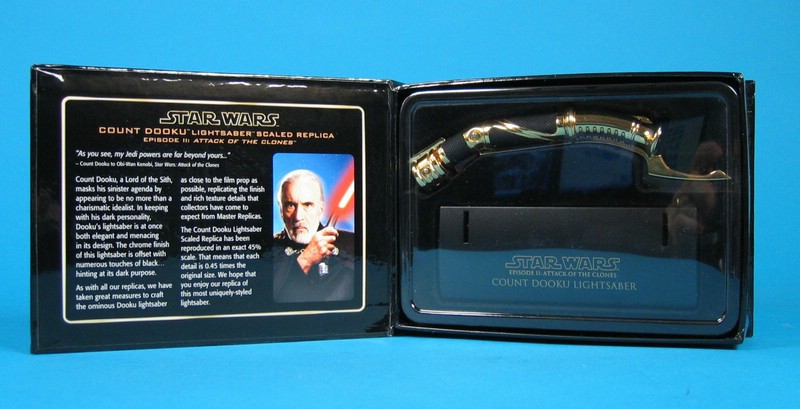 STAR WARS
COUNT DOOKU™ LIGHTSABER™ SCALED REPLICA
EPISODE II: ATTACK OF THE CLONES™
"As you see, my Jedi powers are far beyond yours..."
– Count Dooku to Obi-Wan Kenobi, Star Wars: Attack of the Clones
Count Dooku, a Lord of the Sith,
masks his sinister agenda by
appearing to be no more than a
charismatic idealist. In keeping
with his dark personality,
Dooku's lightsaber is at once
both elegant and menacing
in its design. The chrome finish
of this lightsaber is offset with
numerous touches of black...
hinting at its dark purpose.
As with all our replicas, we have
taken great measures to craft
the ominous Dooku lightsaber
as close to the film prop as
possible, replicating the finish
and rich texture details that
collectors have come to
expect from Master Replicas.
The Count Dooku Lightsaber
Scaled Replica has been
reproduced in an exact 45%
scale. That means that each
detail is 0.45 times the
original size. We hope that
you enjoy our replica of
this most uniquely-styled
lightsaber.
STAR WARS
EPISODE II: ATTACK OF THE CLONES
COUNT DOOKU LIGHTSABER